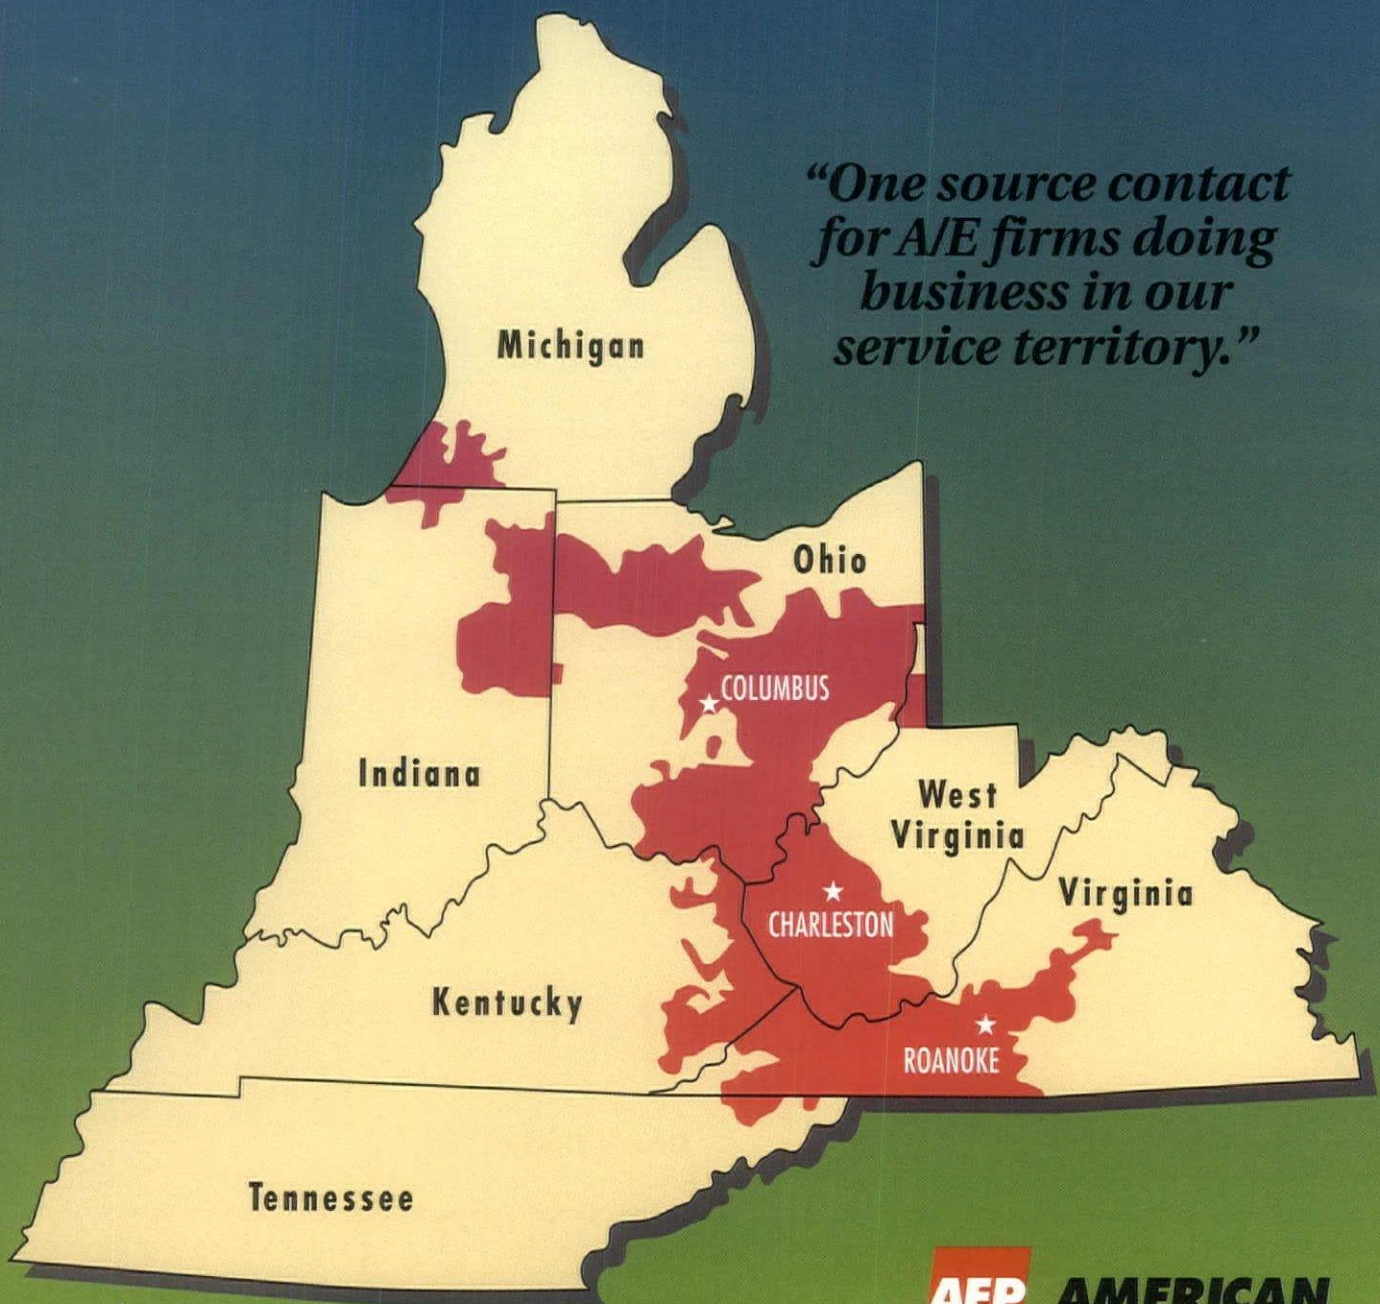 “One source contact
for A/E firms doing
business in our
service territory.”
Michigan
Ohio
COLUMBUS
Indiana
West
Virginia
Virginia
CHARLESTON
Kentucky
ROANOKE
Tennessee
AEP AMERICAN